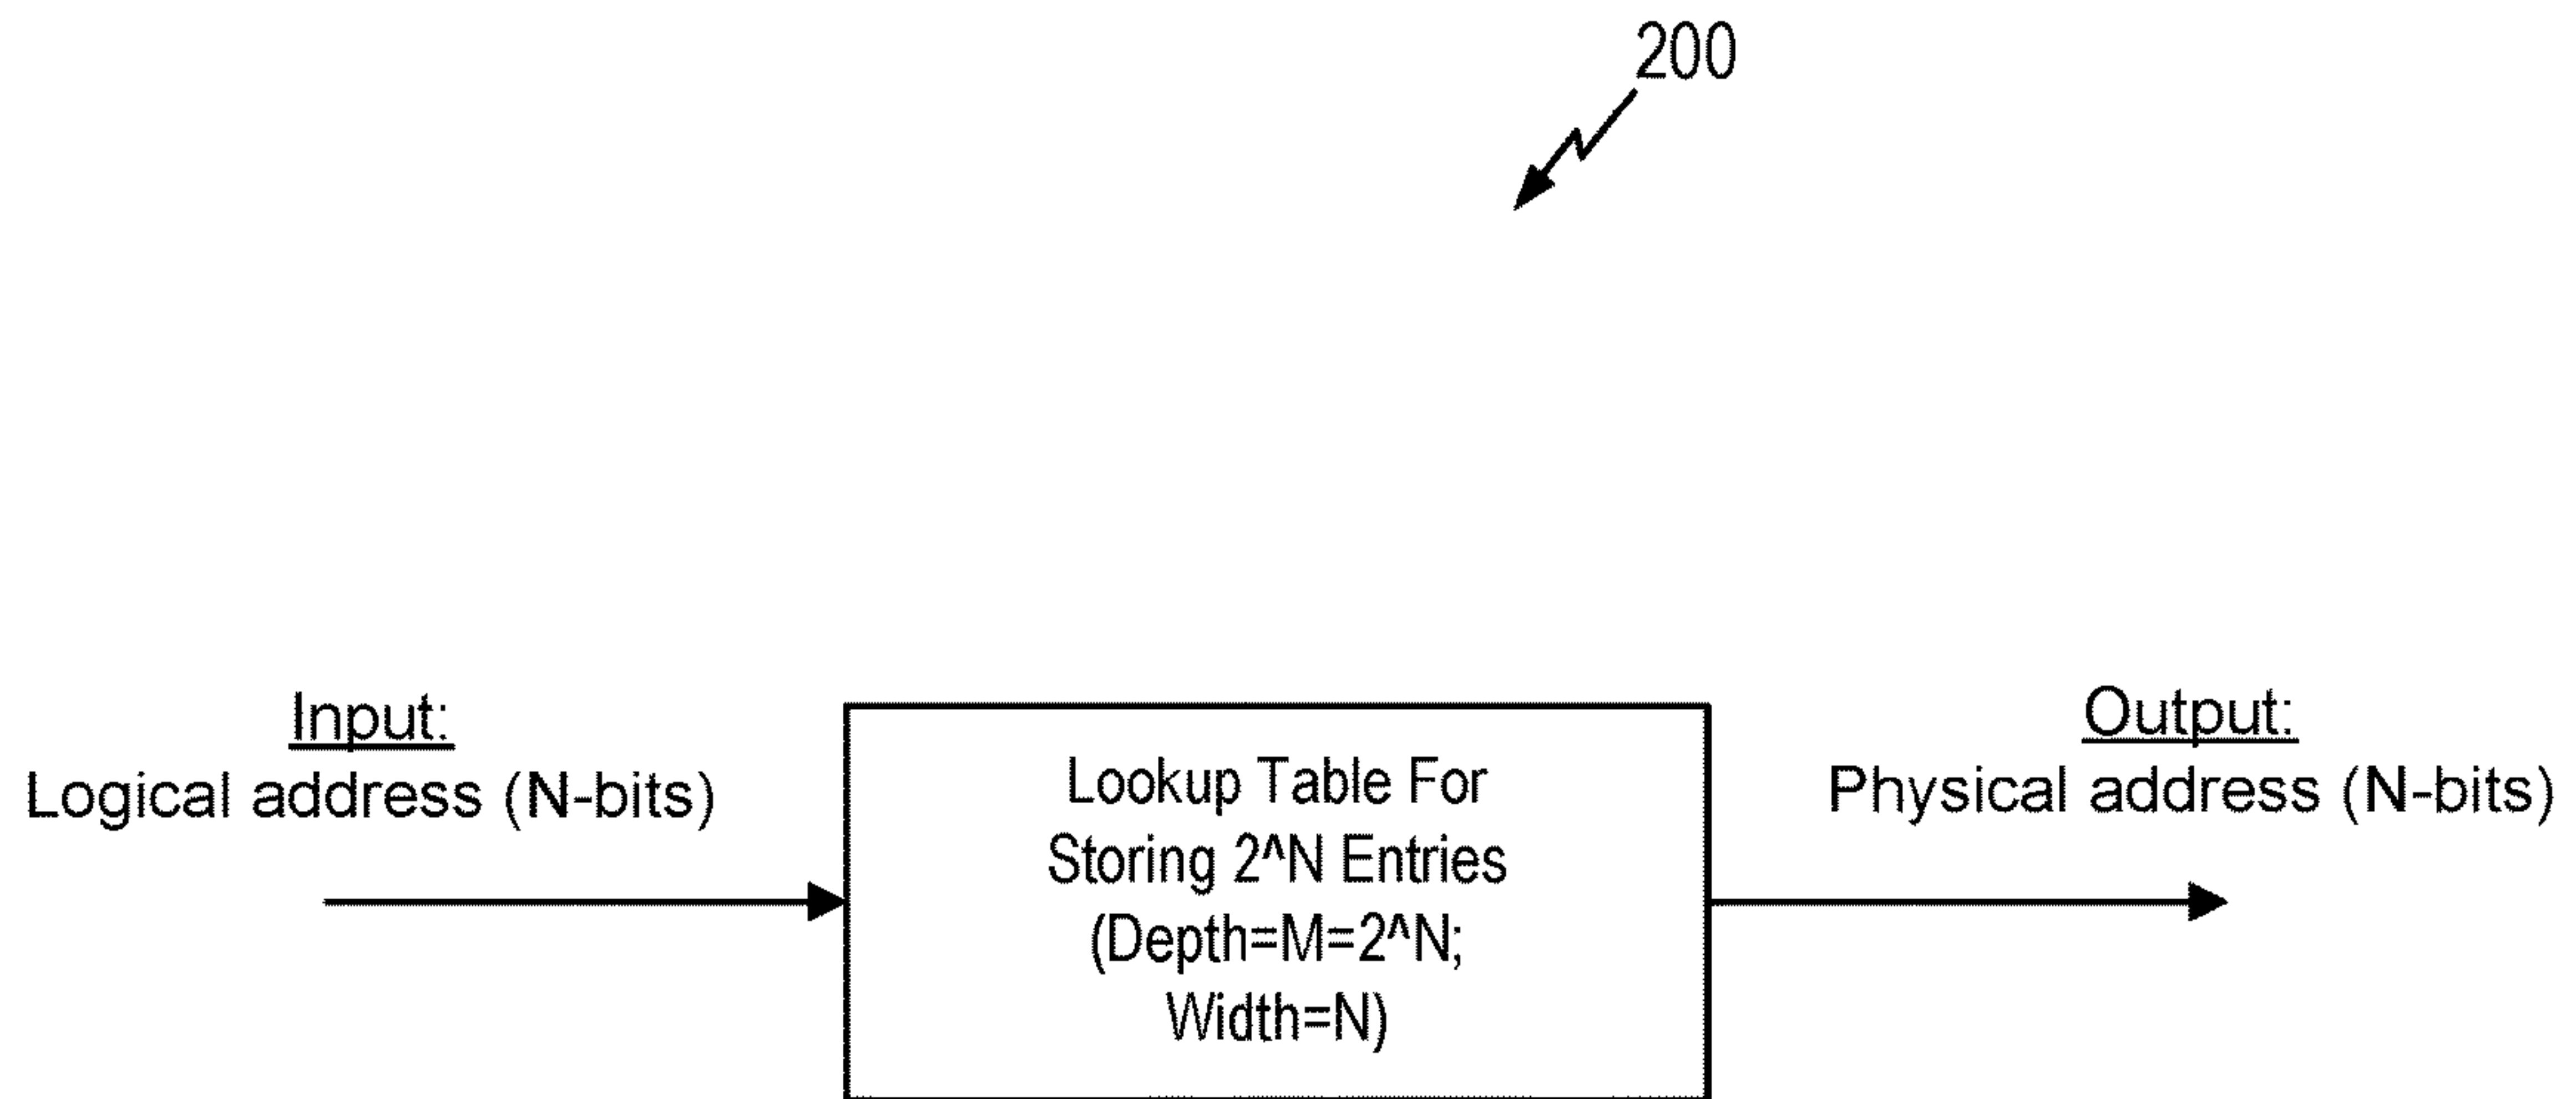 200
Input:
Logical address (N-bits)
Lookup Table For
Storing 2^N Entries
(Depth=M=2^N;
Width=N)
Output:
Physical address (N-bits)